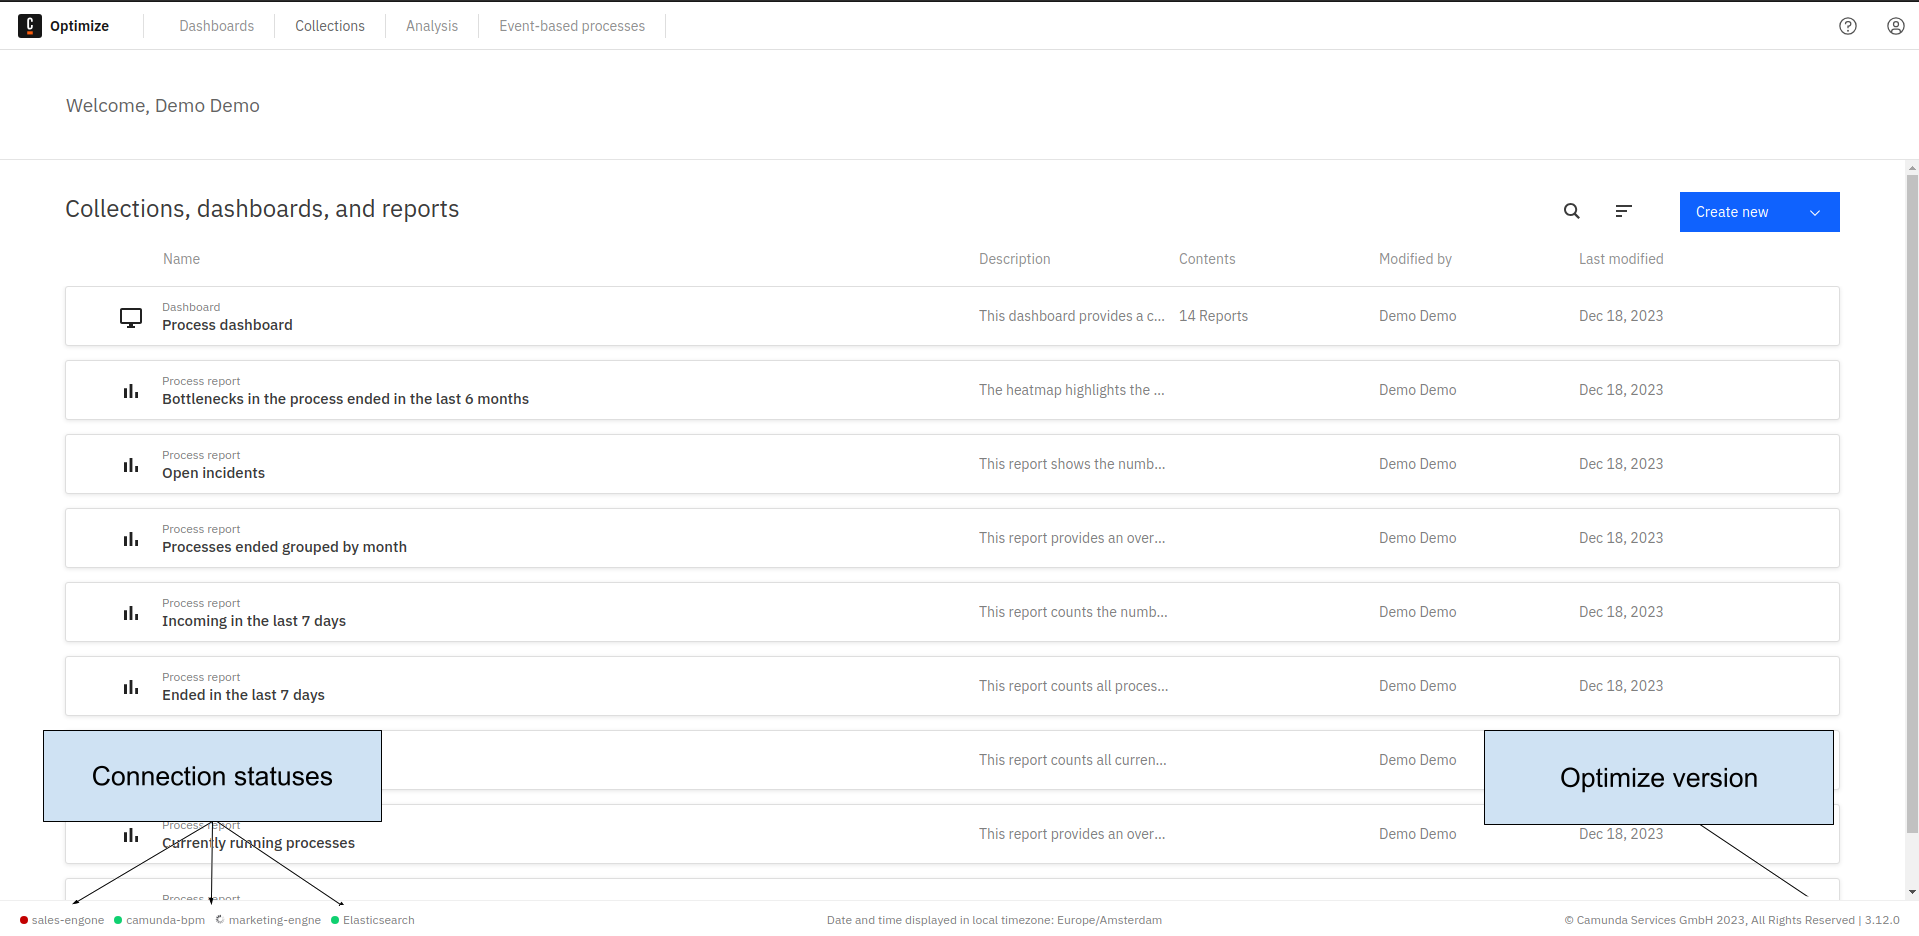 Optimize Dashboards Collections Analysis Event-based processes
Welcome, Demo Demo
Collections, dashboards, and reports
Create new
Name Description Contents Modified by Last modified
Dashboard
Process dashboard This dashboard provides a c... 14 Reports Demo Demo Dec 18, 2023
Process report
Bottlenecks in the process ended in the last 6 months The heatmap highlights the ... Demo Demo Dec 18, 2023
Process report
Open incidents This report shows the numb... Demo Demo Dec 18, 2023
Process report
Processes ended grouped by month This report provides an over... Demo Demo Dec 18, 2023
Process report
Incoming in the last 7 days This report counts the numb... Demo Demo Dec 18, 2023
Process report
Ended in the last 7 days This report counts all proces... Demo Demo Dec 18, 2023
This report counts all curren... Demo Demo
Connection statuses
Optimize version
Process report
Currently running processes This report provides an over... Demo Demo Dec 18, 2023
Process report
sales-engone camunda-bpm marketing-engne Elasticsearch
Date and time displayed in local timezone: Europe/Amsterdam
© Camunda Services GmbH 2023, All Rights Reserved | 3.12.0